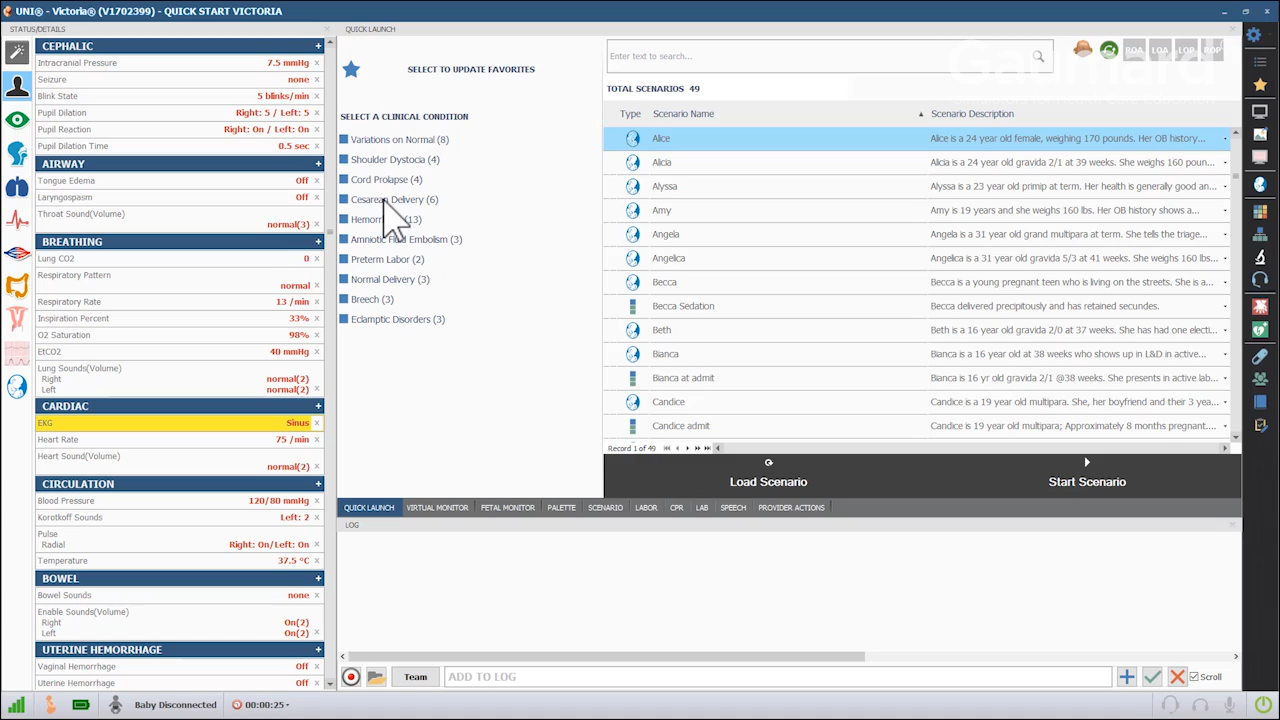 UNI® - Victoria® (V1702399) - QUICK START VICTORIA
STATUS/DETAILS
CEPHALIC +
Intracranial Pressure 7.5 mmHg ×
Seizure none ×
Blink State 5 blinks/min ×
Pupil Dilation Right: 5 / Left: 5 ×
Pupil Reaction Right: On / Left: On ×
Pupil Dilation Time 0.5 sec ×
AIRWAY +
Tongue Edema Off ×
Laryngospasm Off ×
Throat Sound(Volume)
normal(3) ×
BREATHING +
Lung CO2 0 ×
Respiratory Pattern
normal ×
Respiratory Rate 13 /min ×
Inspiration Percent 33% ×
O2 Saturation 98% ×
EtCO2 40 mmHg ×
Lung Sounds(Volume)
Right normal(2)
Left normal(2) ×
CARDIAC +
EKG Sinus ×
Heart Rate 75 /min ×
Heart Sound(Volume)
normal(2) ×
CIRCULATION +
Blood Pressure 120/80 mmHg ×
Korotkoff Sounds Left: 2 ×
Pulse
Radial Right: On/Left: On ×
Temperature 37.5 °C ×
BOWEL +
Bowel Sounds none ×
Enable Sounds(Volume)
Right On(2)
Left On(2) ×
UTERINE HEMORRHAGE +
Vaginal Hemorrhage Off ×
Uterine Hemorrhage Off ×
QUICK LAUNCH
SELECT TO UPDATE FAVORITES
SELECT A CLINICAL CONDITION
Variations on Normal (8)
Shoulder Dystocia (4)
Cord Prolapse (4)
Cesarean Delivery (6)
(13)
Amniotic Fluid Embolism (3)
Preterm Labor (2)
Normal Delivery (3)
Breech (3)
Eclamptic Disorders (3)
Enter text to search...
ROA LOA LOP ROP
TOTAL SCENARIOS 49
Type Scenario Name Scenario Description
Alice Alice is a 24 year old female, weighing 170 pounds. Her OB history...
Alicia Alicia is a 24 year old gravida 2/1 at 39 weeks. She weighs 160 poun...
Alyssa Alyssa is a 23 year old primip at term. Her health is generally good an...
Amy Amy is 19 years and she weighs 160 lbs. Her OB history shows a...
Angela Angela is a 31 year old grand multipara at term. She tells the triage...
Angelica Angelica is a 31 year old gravida 5/3 at 41 weeks. She weighs 160 lbs...
Becca Becca is a young pregnant teen who is living on the streets. She is a...
Becca Sedation Becca delivered precipitously and has retained secundes.
Beth Beth is a 16 year old gravida 2/0 at 37 weeks. She has had one electi...
Bianca Bianca is a 16 year old at 38 weeks who shows up in L&D in active...
Bianca at admit Bianca is 16 yr old gravida 2/1 @38 weeks. She presents in active lab...
Candice Candice is a 19 year old multipara. She, her boyfriend and their 3 yea...
Candice admit Candice is 19 year old multipara; Approximately 8 months pregnant....
Record 1 of 49
Load Scenario
Start Scenario
QUICK LAUNCH VIRTUAL MONITOR FETAL MONITOR PALETTE SCENARIO LABOR CPR LAB SPEECH PROVIDER ACTIONS
LOG
Team
ADD TO LOG
Scroll
Baby Disconnected
00:00:25